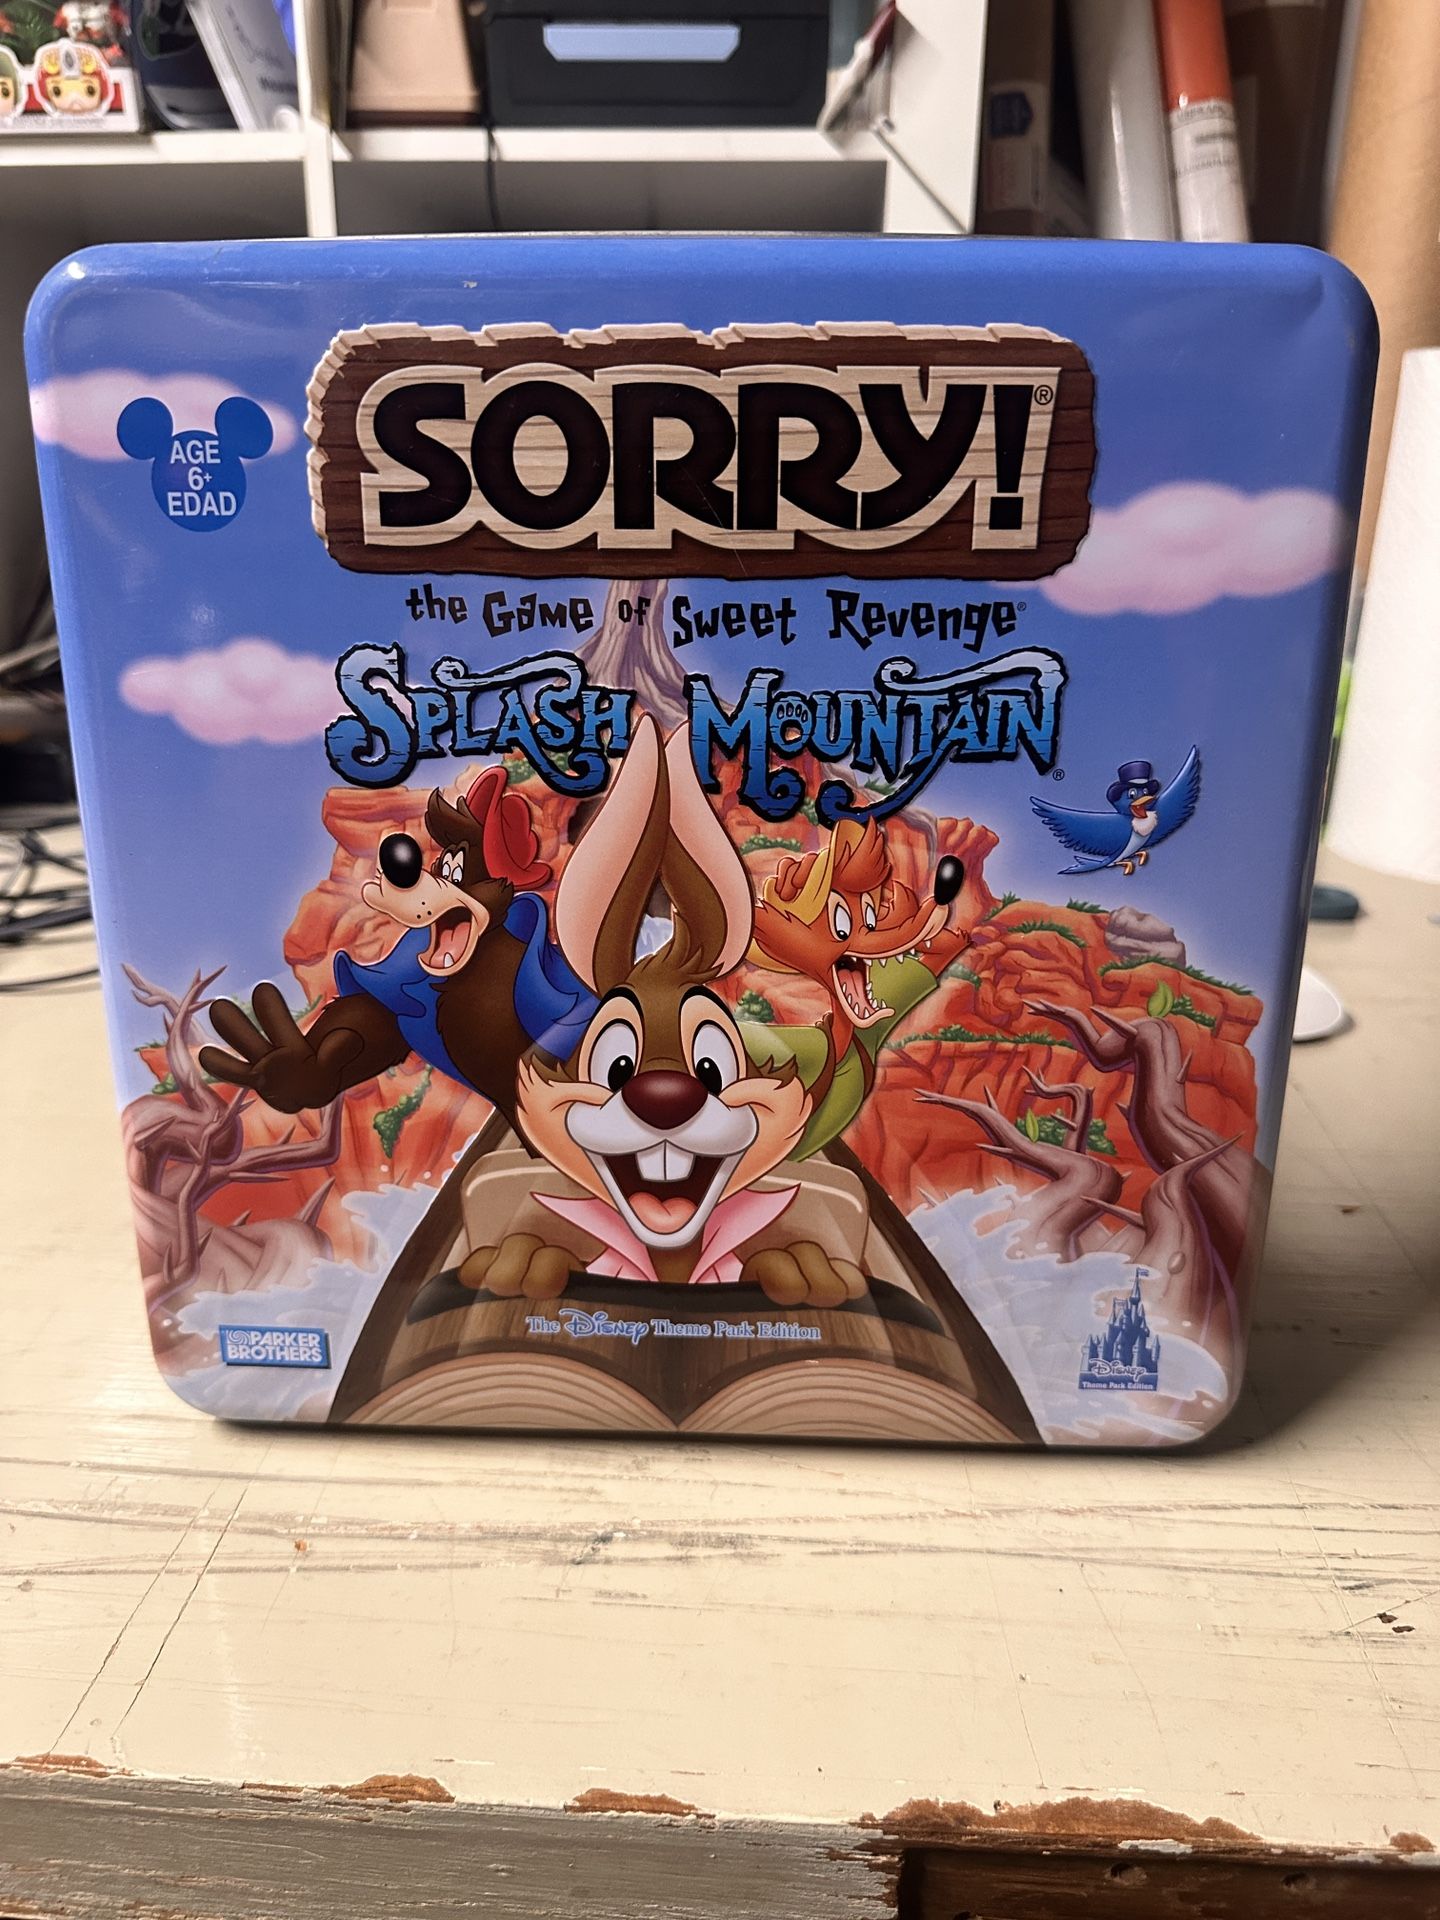 SORRY!®
AGE
6+
EDAD
the Game of Sweet Revenge®
SPLASH MOUNTAIN®
The Disney Theme Park Edition
PARKER
BROTHERS
Disney
Theme Park Edition